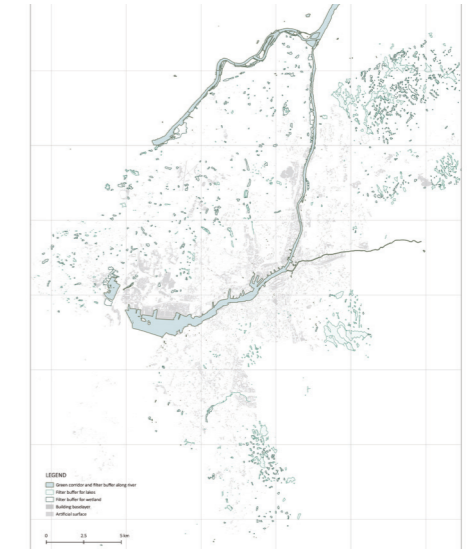 LEGEND
Green corridor and filter buffer along river
Filter buffer for lakes
Filter buffer for wetland
Building baselayer
Artificial surface
0 2.5 5 km